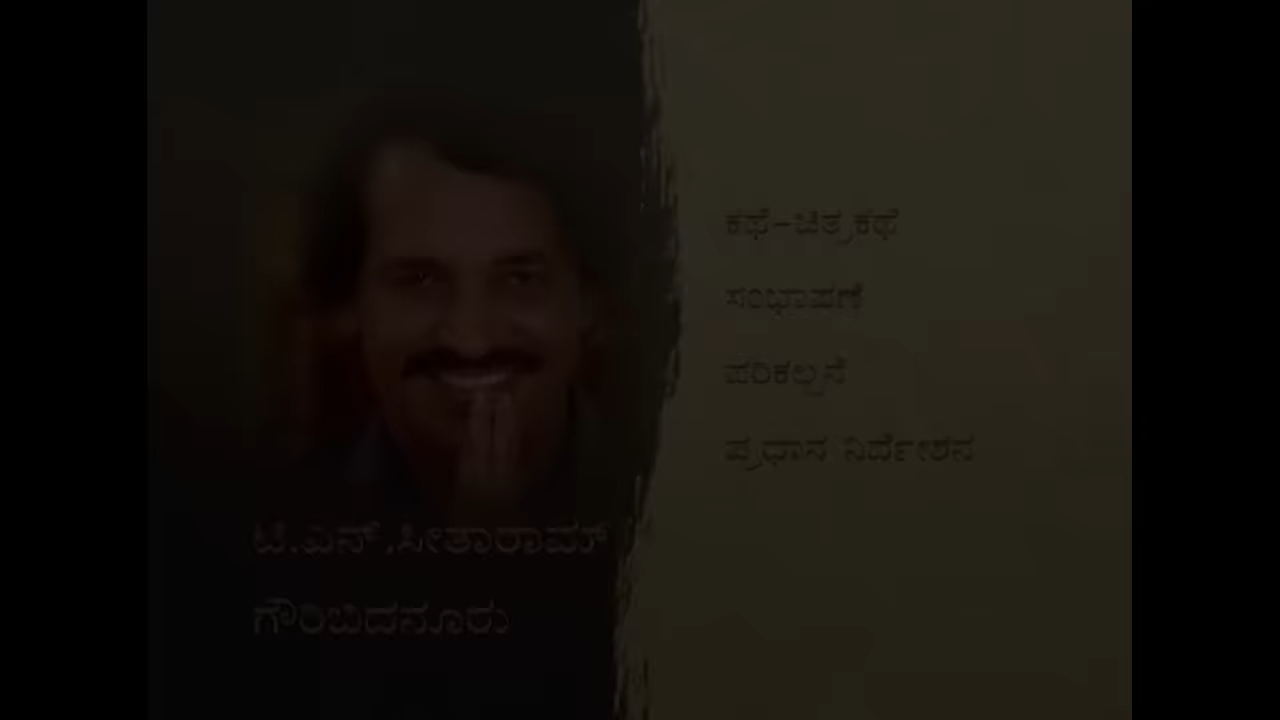 ಕಥೆ-ಚಿತ್ರಕಥೆ
ಸಂಭಾಷಣೆ
ಪರಿಕಲ್ಪನೆ
ಪ್ರಧಾನ ನಿರ್ದೇಶನ
ಟಿ.ಎನ್.ಸೀತಾರಾಮ್
ಗೌರಿಬಿದನೂರು